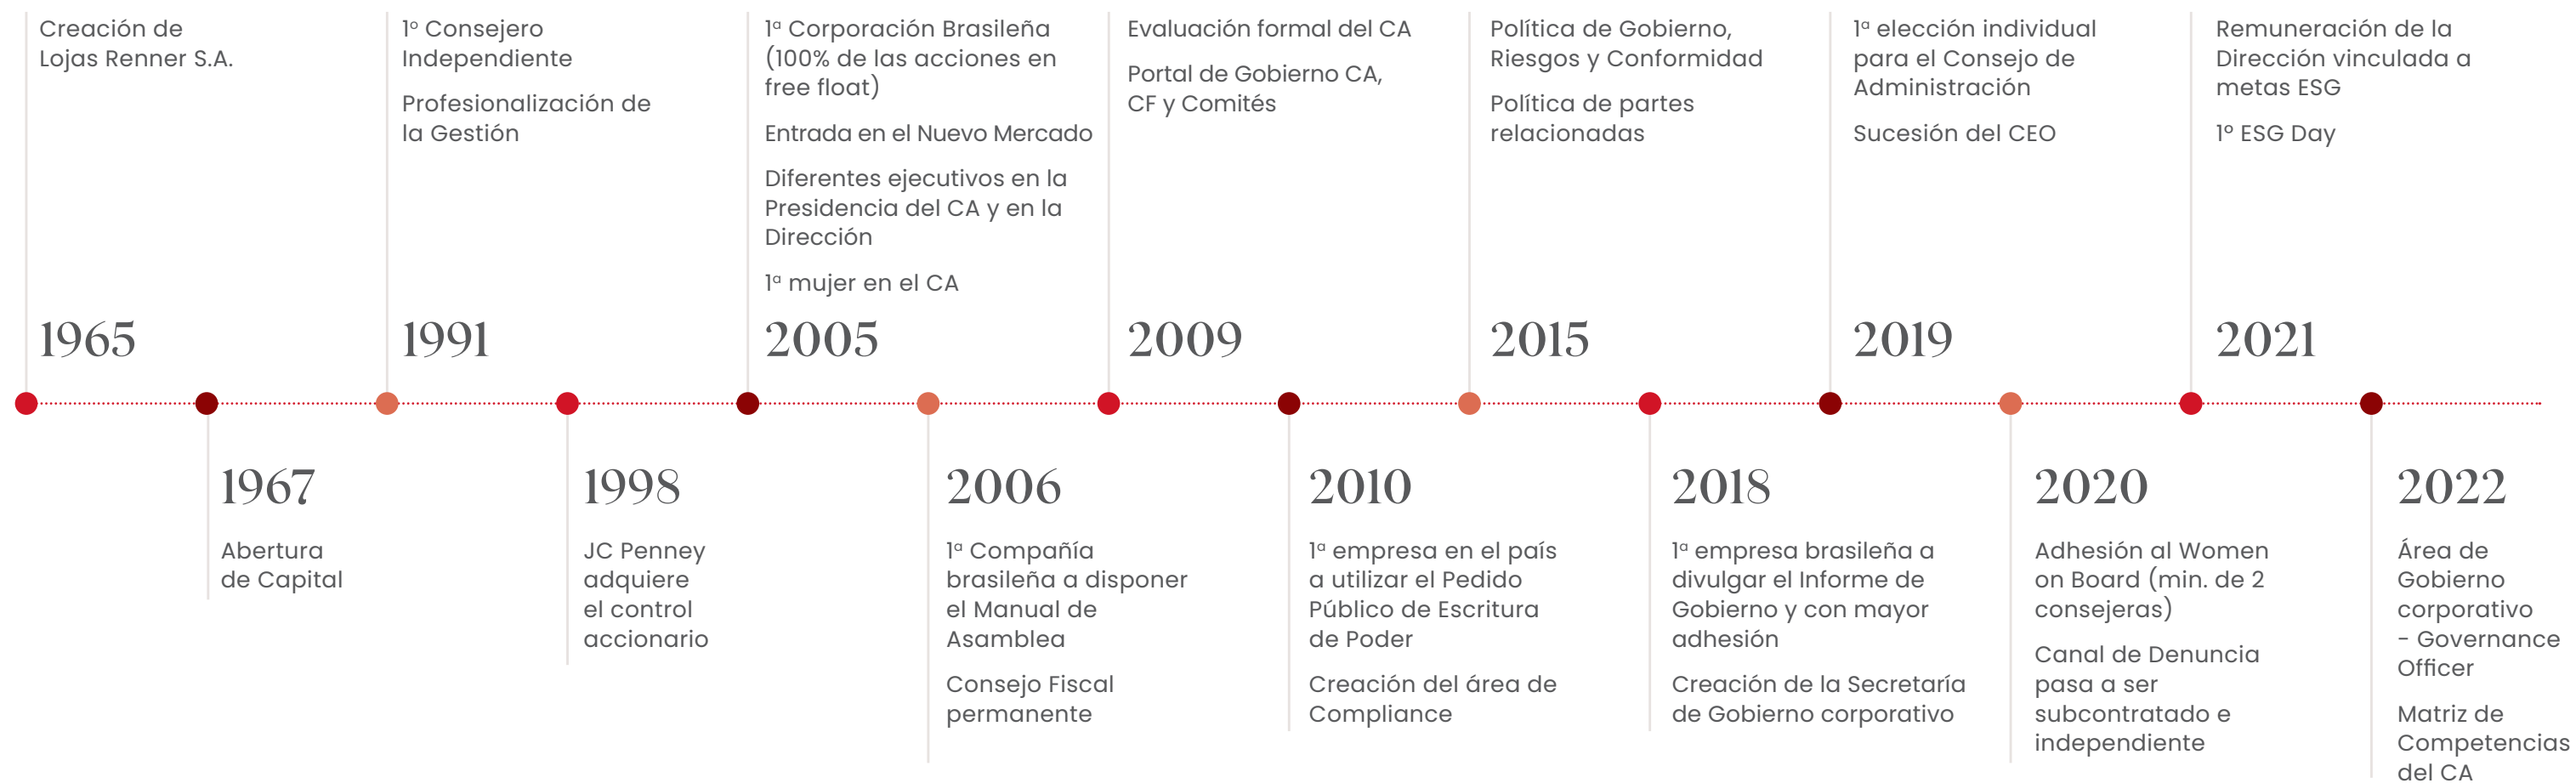 Creación de
Lojas Renner S.A.
1965
1967
Abertura
de Capital
1º Consejero
Independiente
Profesionalización de
la Gestión
1991
1998
JC Penney
adquiere
el control
accionario
1ª Corporación Brasileña
(100% de las acciones en
free float)
Entrada en el Nuevo Mercado
Diferentes ejecutivos en la
Presidencia del CA y en la
Dirección
1ª mujer en el CA
2005
2006
1ª Compañía
brasileña a disponer
el Manual de
Asamblea
Consejo Fiscal
permanente
Evaluación formal del CA
Portal de Gobierno CA,
CF y Comités
2009
2010
1ª empresa en el país
a utilizar el Pedido
Público de Escritura
de Poder
Creación del área de
Compliance
Política de Gobierno,
Riesgos y Conformidad
Política de partes
relacionadas
2015
2018
1ª empresa brasileña a
divulgar el Informe de
Gobierno y con mayor
adhesión
Creación de la Secretaría
de Gobierno corporativo
1ª elección individual
para el Consejo de
Administración
Sucesión del CEO
2019
2020
Adhesión al Women
on Board (min. de 2
consejeras)
Canal de Denuncia
pasa a ser
subcontratado e
independiente
Remuneración de la
Dirección vinculada a
metas ESG
1º ESG Day
2021
2022
Área de
Gobierno
corporativo
- Governance
Officer
Matriz de
Competencias
del CA